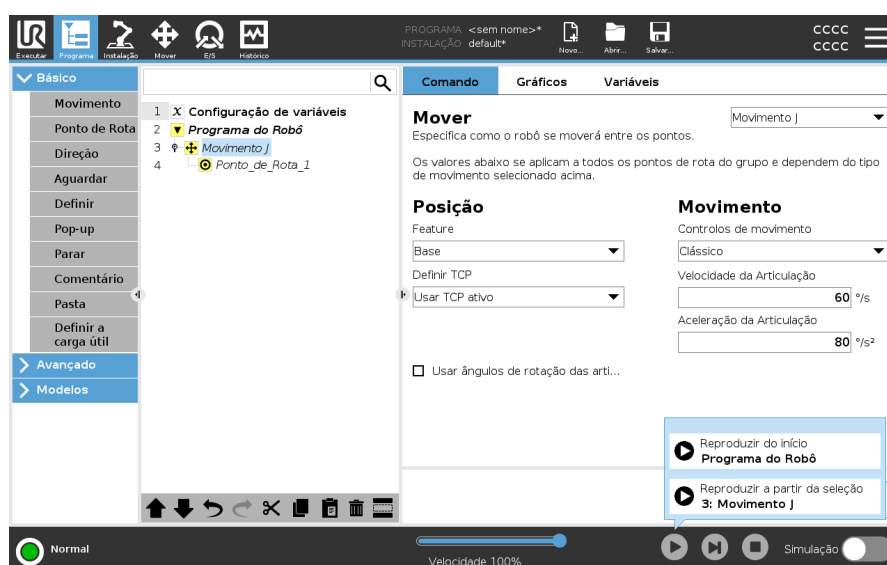 UR
Executar
Programa
Instalação
Mover
E/S
Histórico
PROGRAMA <sem nome>*
INSTALAÇÃO default*
Novo...
Abrir...
Salvar...
cccc
cccc
Básico
Movimento
Ponto de Rota
Direção
Aguardar
Definir
Pop-up
Parar
Comentário
Pasta
Definir a
carga útil
Avançado
Modelos
1 X Configuração de variáveis
2 Programa do Robô
3 Movimento J
4 Ponto_de_Rota_1
Comando Gráficos Variáveis
Mover
Movimento J
Especifica como o robô se moverá entre os pontos.
Os valores abaixo se aplicam a todos os pontos de rota do grupo e dependem do tipo
de movimento selecionado acima.
Posição
Feature
Base
Definir TCP
Usar TCP ativo
Usar ângulos de rotação das arti...
Movimento
Controlos de movimento
Clássico
Velocidade da Articulação
60 °/s
Aceleração da Articulação
80 °/s²
Reproduzir do início
Programa do Robô
Reproduzir a partir da seleção
3: Movimento J
Normal
Velocidade 100%
Simulação